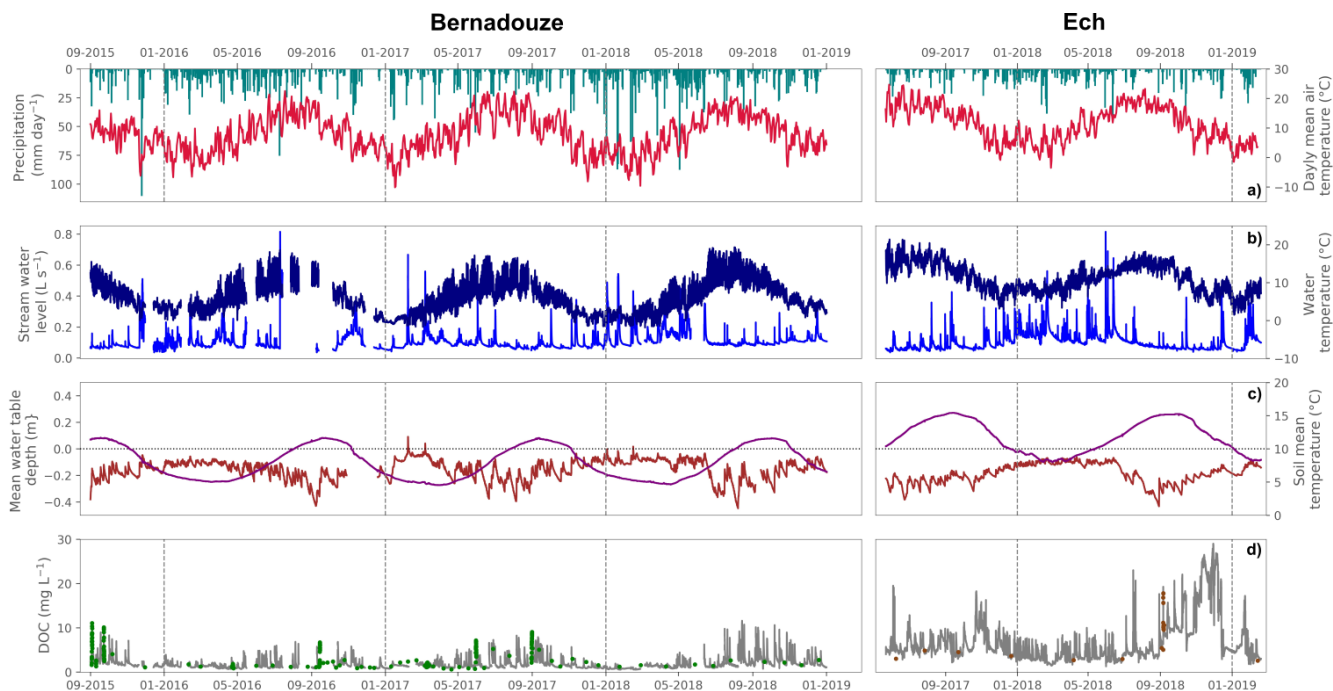 Bernadouze Ech
09-2015 01-2016 05-2016 09-2016 01-2017 05-2017 09-2017 01-2018 05-2018 09-2018 01-2019 09-2017 01-2018 05-2018 09-2018 01-2019
Precipitation
(mm day⁻¹)
0
25
50
75
100
30
20
10
0
−10
Dayly mean air
temperature (°C)
a)
Stream water
level (L s⁻¹)
0.8
0.6
0.4
0.2
0.0
b)
20
10
0
−10
Water
temperature (°C)
Mean water table
depth (m}
0.4
0.2
0.0
−0.2
−0.4
c)
20
15
10
5
0
Soil mean
temperature (°C)
DOC (mg L⁻¹)
30
20
10
0
d)
09-2015 01-2016 05-2016 09-2016 01-2017 05-2017 09-2017 01-2018 05-2018 09-2018 01-2019 09-2017 01-2018 05-2018 09-2018 01-2019